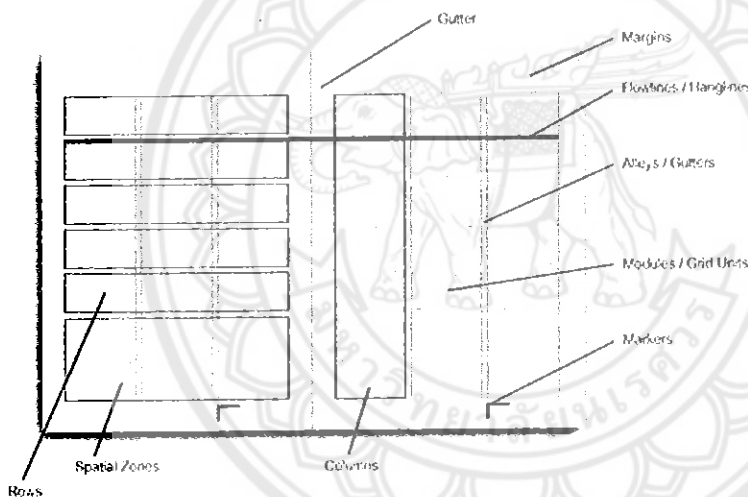 Gutter
Margins
Flowlines / Hanglines
Alleys / Gutters
Modules / Grid Units
Markers
Spatial Zones
Columns
Rows